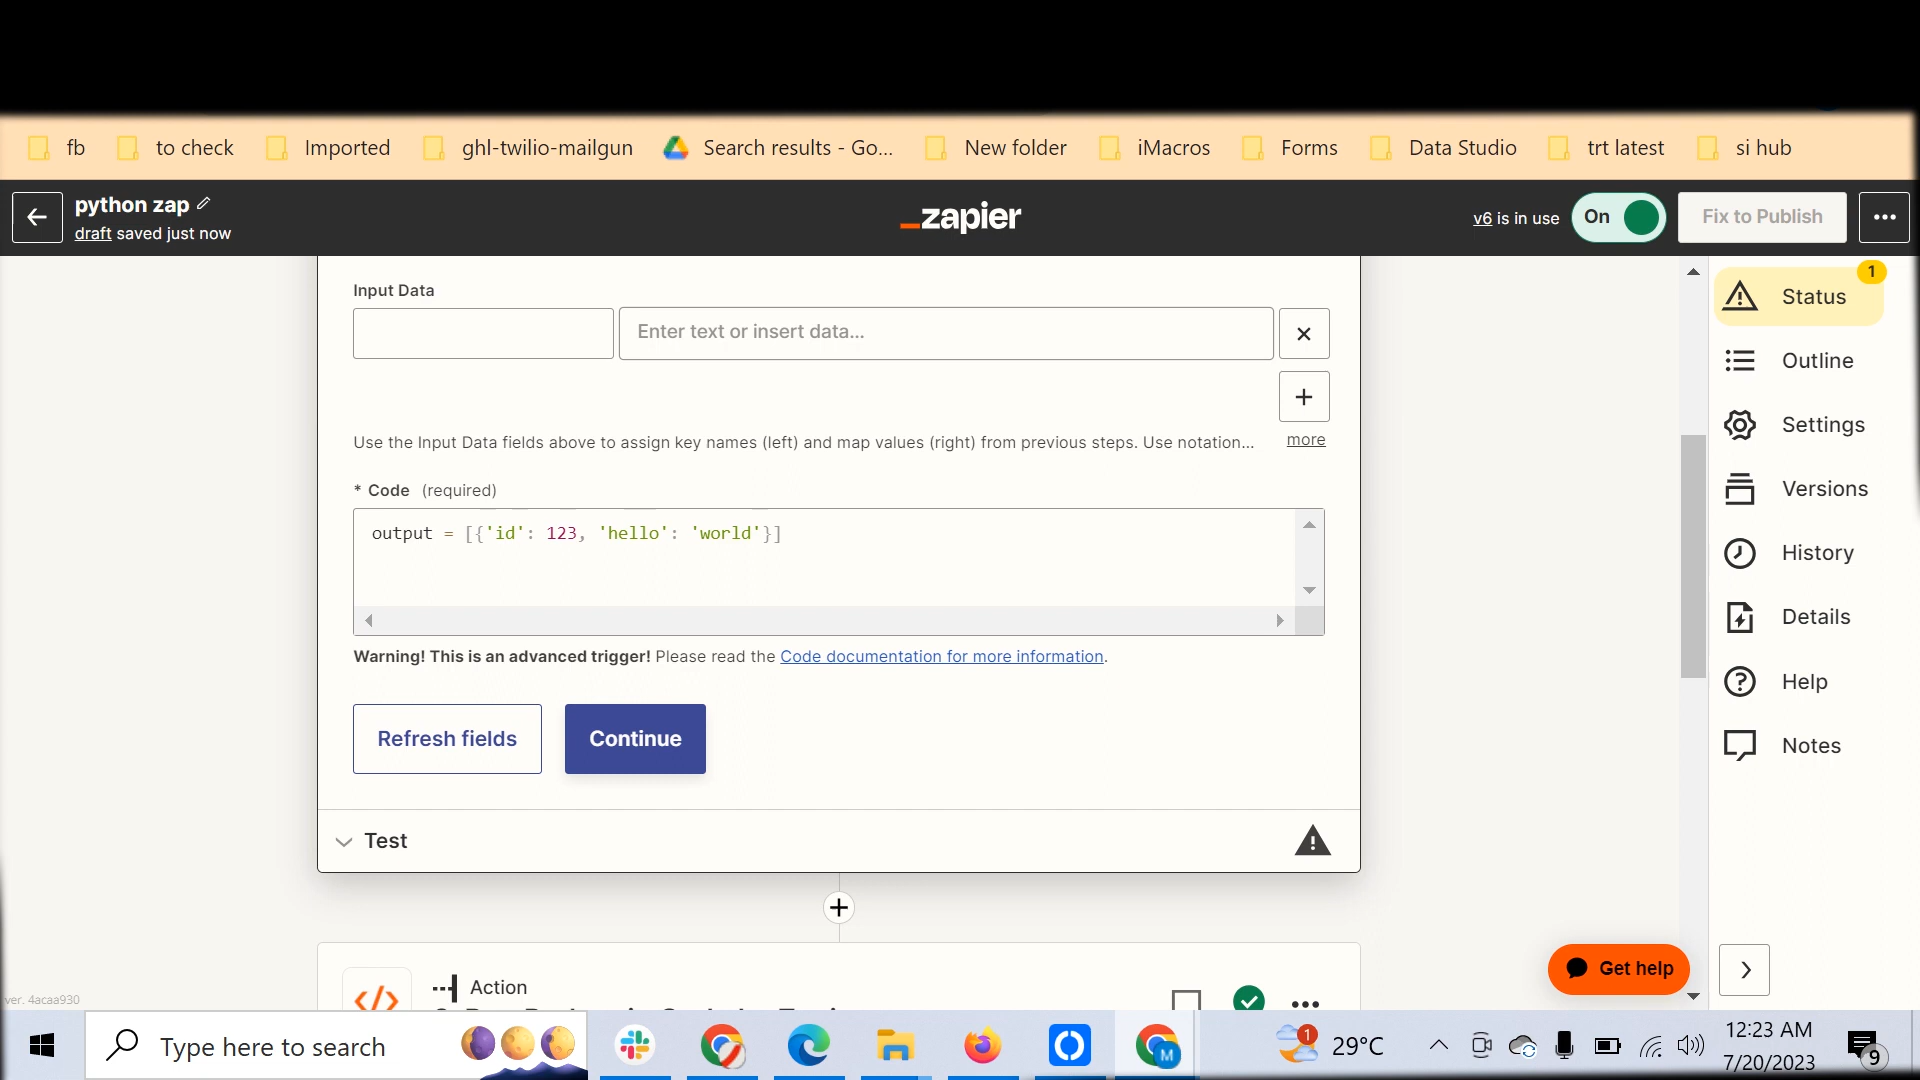 fb
to check
Imported
ghl-twilio-mailgun
Search results - Go...
New folder
iMacros
Forms
Data Studio
trt latest
si hub
python zap
draft saved just now
_zapier
v6 is in use
On
Fix to Publish
Input Data
Enter text or insert data...
Use the Input Data fields above to assign key names (left) and map values (right) from previous steps. Use notation...
more
* Code (required)
output = [{'id': 123, 'hello': 'world'}]
Warning! This is an advanced trigger! Please read the Code documentation for more information.
Refresh fields
Continue
Test
Action
1
Status
Outline
Settings
Versions
History
Details
Help
Notes
Get help
ver. 4acaa930
Type here to search
M
1
29°C
12:23 AM
7/20/2023
9